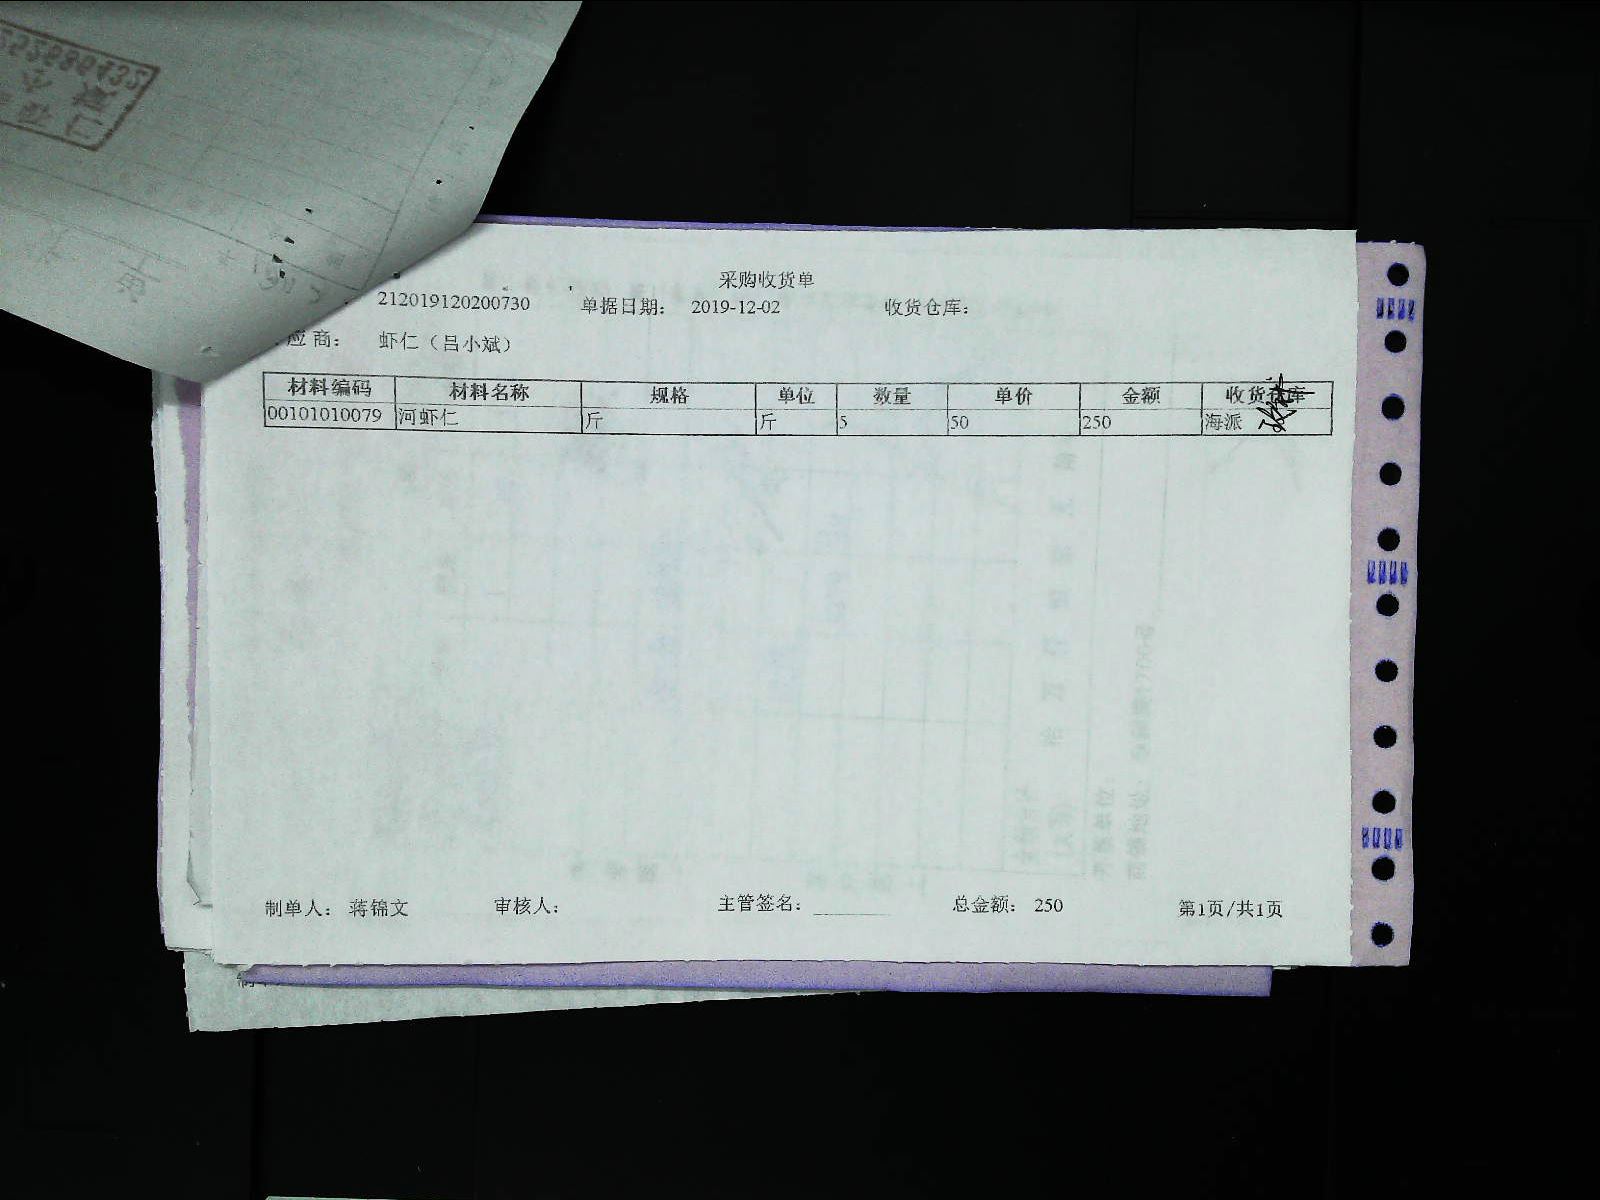 采购收货单
212019120200730 单据日期： 2019-12-02 收货仓库：
应商： 虾仁（吕小斌）
材料编码 材料名称 规格 单位 数量 单价 金额 收货仓库
00101010079 河虾仁 斤 斤 5 50 250 海派
制单人： 蒋锦文 审核人： 主管签名： 总金额： 250 第1页/共1页